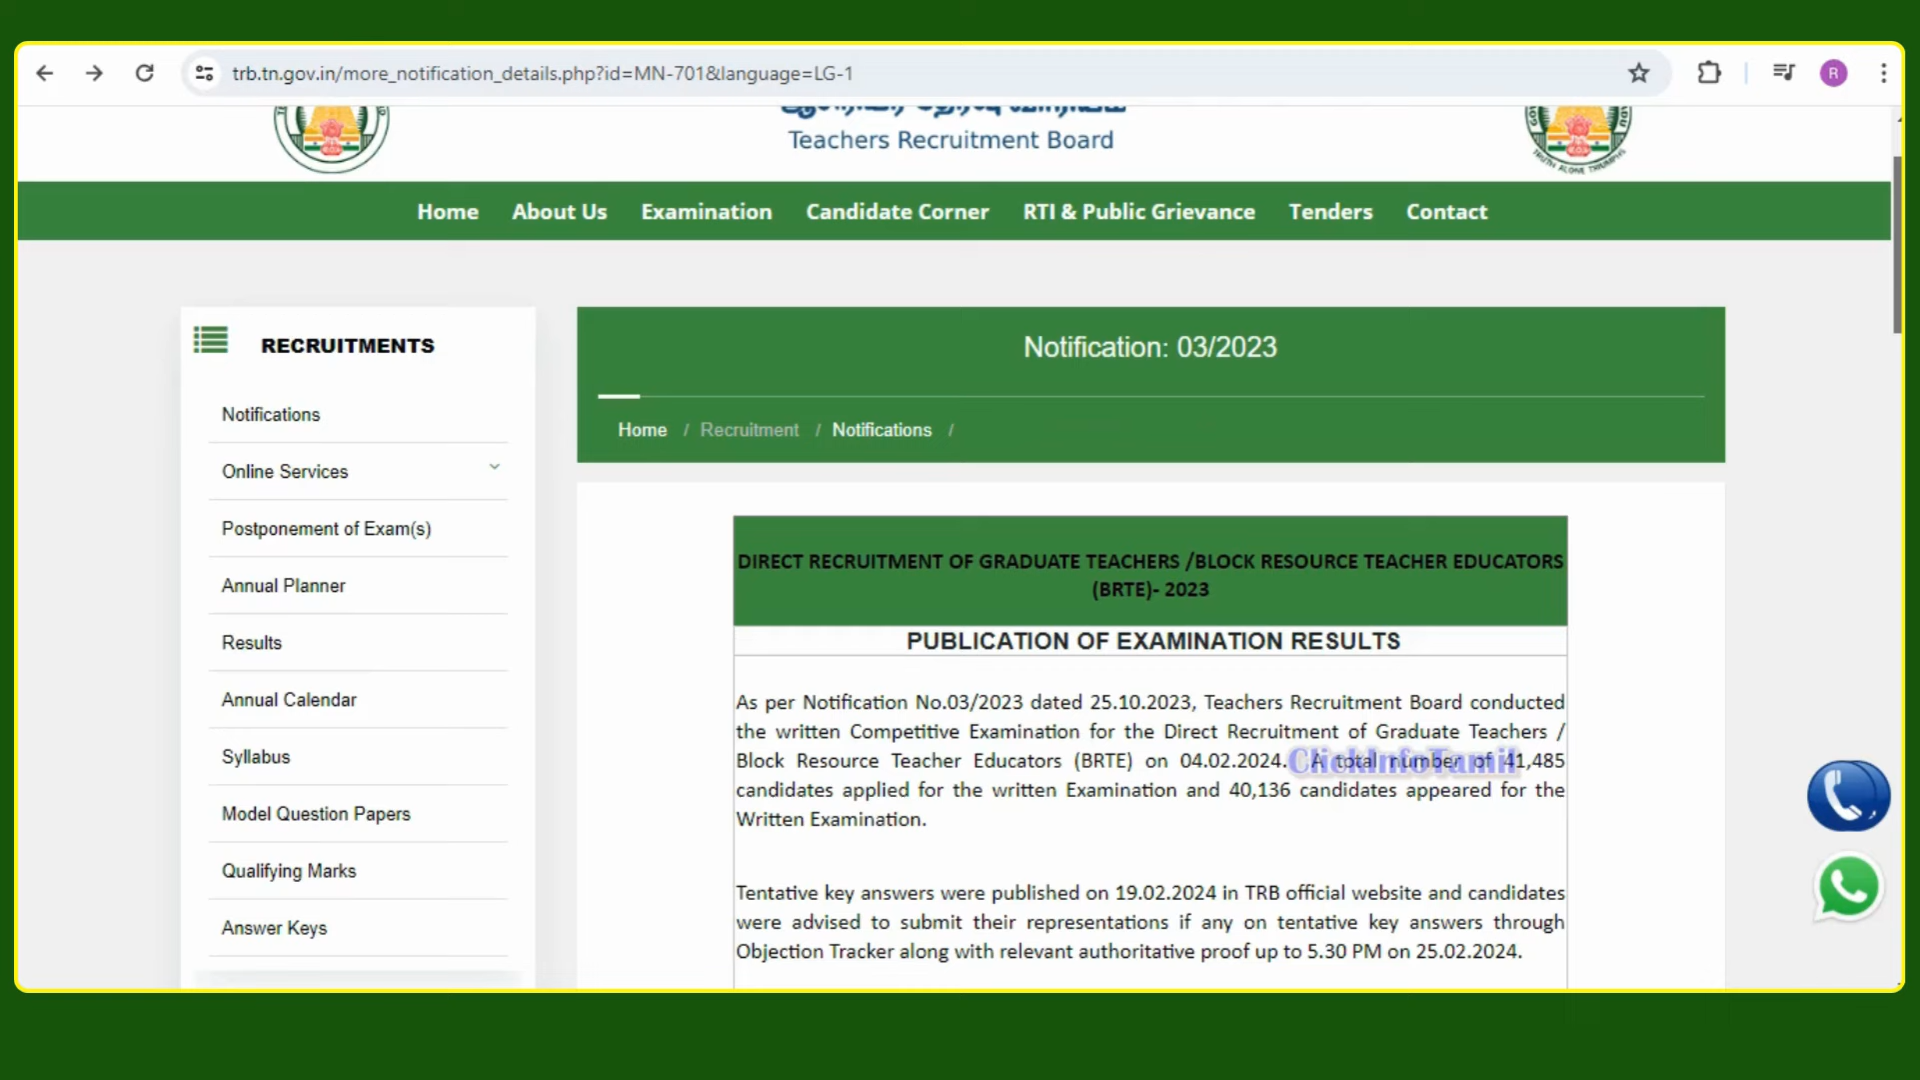 trb.tn.gov.in/more_notification_details.php?id=MN-701&language=LG-1
R
Teachers Recruitment Board
TRUTH ALONE TRIUMPHS
Home About Us Examination Candidate Corner RTI & Public Grievance Tenders Contact
RECRUITMENTS
Notifications
Online Services
Postponement of Exam(s)
Annual Planner
Results
Annual Calendar
Syllabus
Model Question Papers
Qualifying Marks
Answer Keys
Notification: 03/2023
Home / Recruitment / Notifications /
DIRECT RECRUITMENT OF GRADUATE TEACHERS /BLOCK RESOURCE TEACHER EDUCATORS
(BRTE)- 2023
PUBLICATION OF EXAMINATION RESULTS
As per Notification No.03/2023 dated 25.10.2023, Teachers Recruitment Board conducted
the written Competitive Examination for the Direct Recruitment of Graduate Teachers /
Block Resource Teacher Educators (BRTE) on 04.02.2024. A total number of 41,485
ClickInfoTamil
candidates applied for the written Examination and 40,136 candidates appeared for the
Written Examination.
Tentative key answers were published on 19.02.2024 in TRB official website and candidates
were advised to submit their representations if any on tentative key answers through
Objection Tracker along with relevant authoritative proof up to 5.30 PM on 25.02.2024.